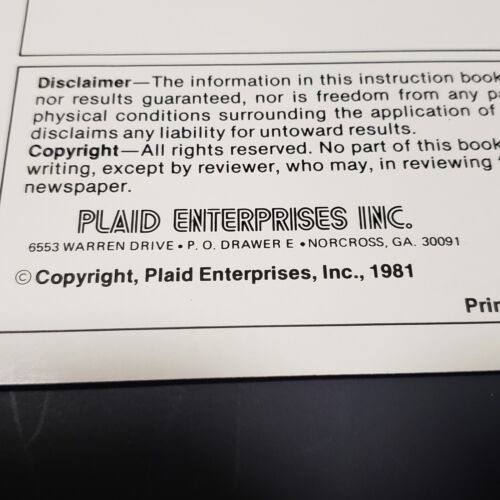 Disclaimer—The information in this instruction book
nor results guaranteed, nor is freedom from any
physical conditions surrounding the application of
disclaims any liability for untoward results.
Copyright—All rights reserved. No part of this book
writing, except by reviewer, who may, in reviewing
newspaper.
PLAID ENTERPRISES INC.
6553 WARREN DRIVE • P. O. DRAWER E • NORCROSS, GA. 30091
© Copyright, Plaid Enterprises, Inc., 1981